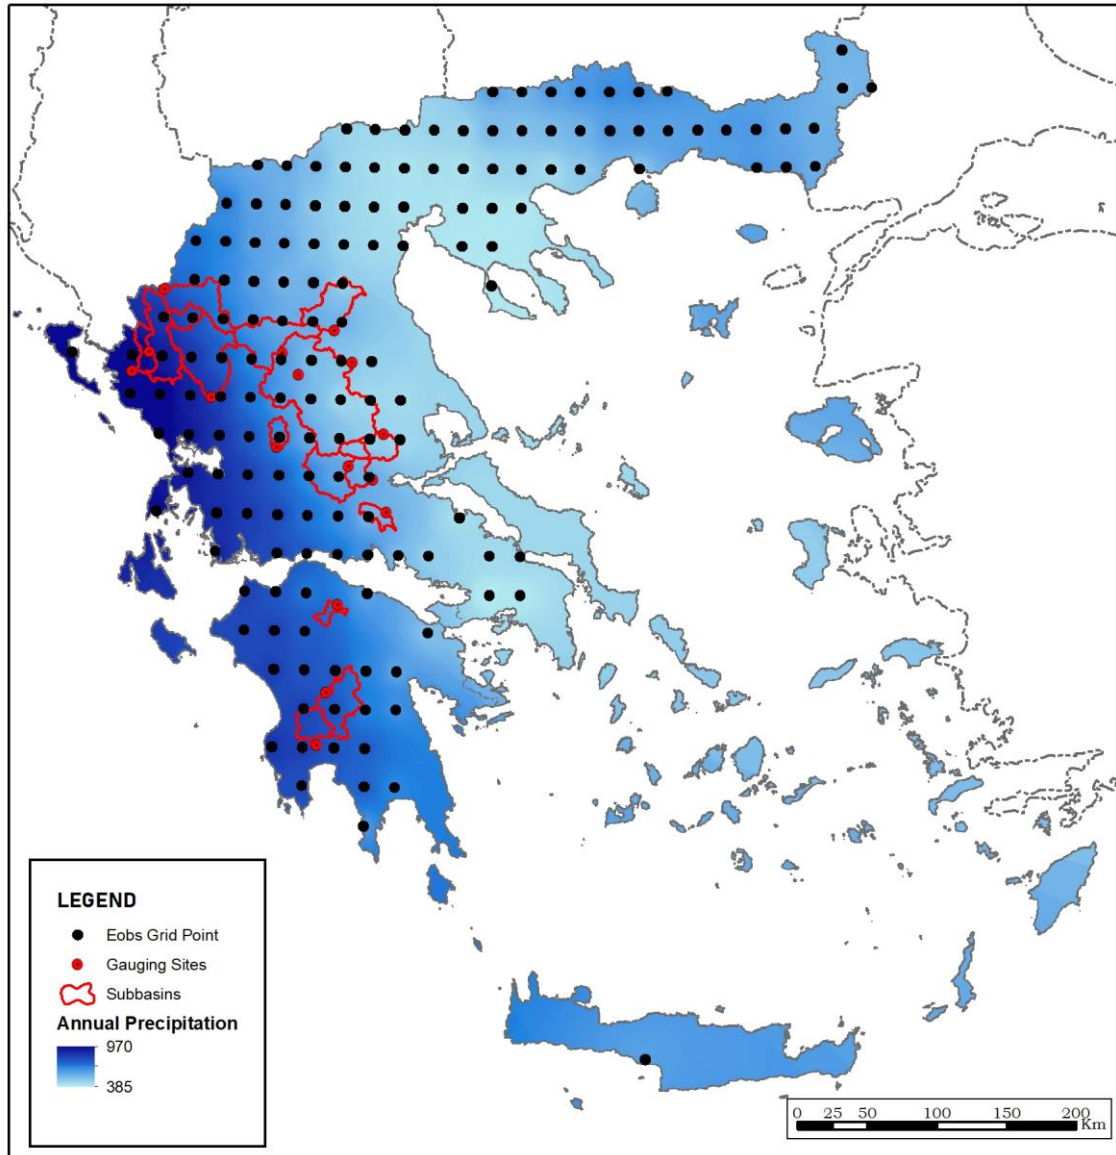 LEGEND
Eobs Grid Point
Gauging Sites
Subbasins
Annual Precipitation
970
385
0 25 50 100 150 200
Km